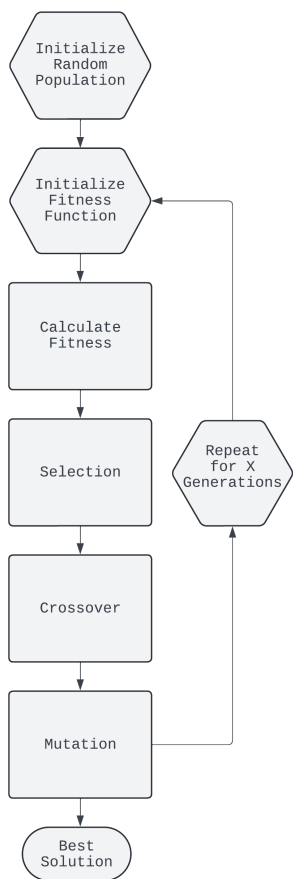 Initialize
Random
Population
Initialize
Fitness
Function
Calculate
Fitness
Selection
Repeat
for X
Generations
Crossover
Mutation
Best
Solution